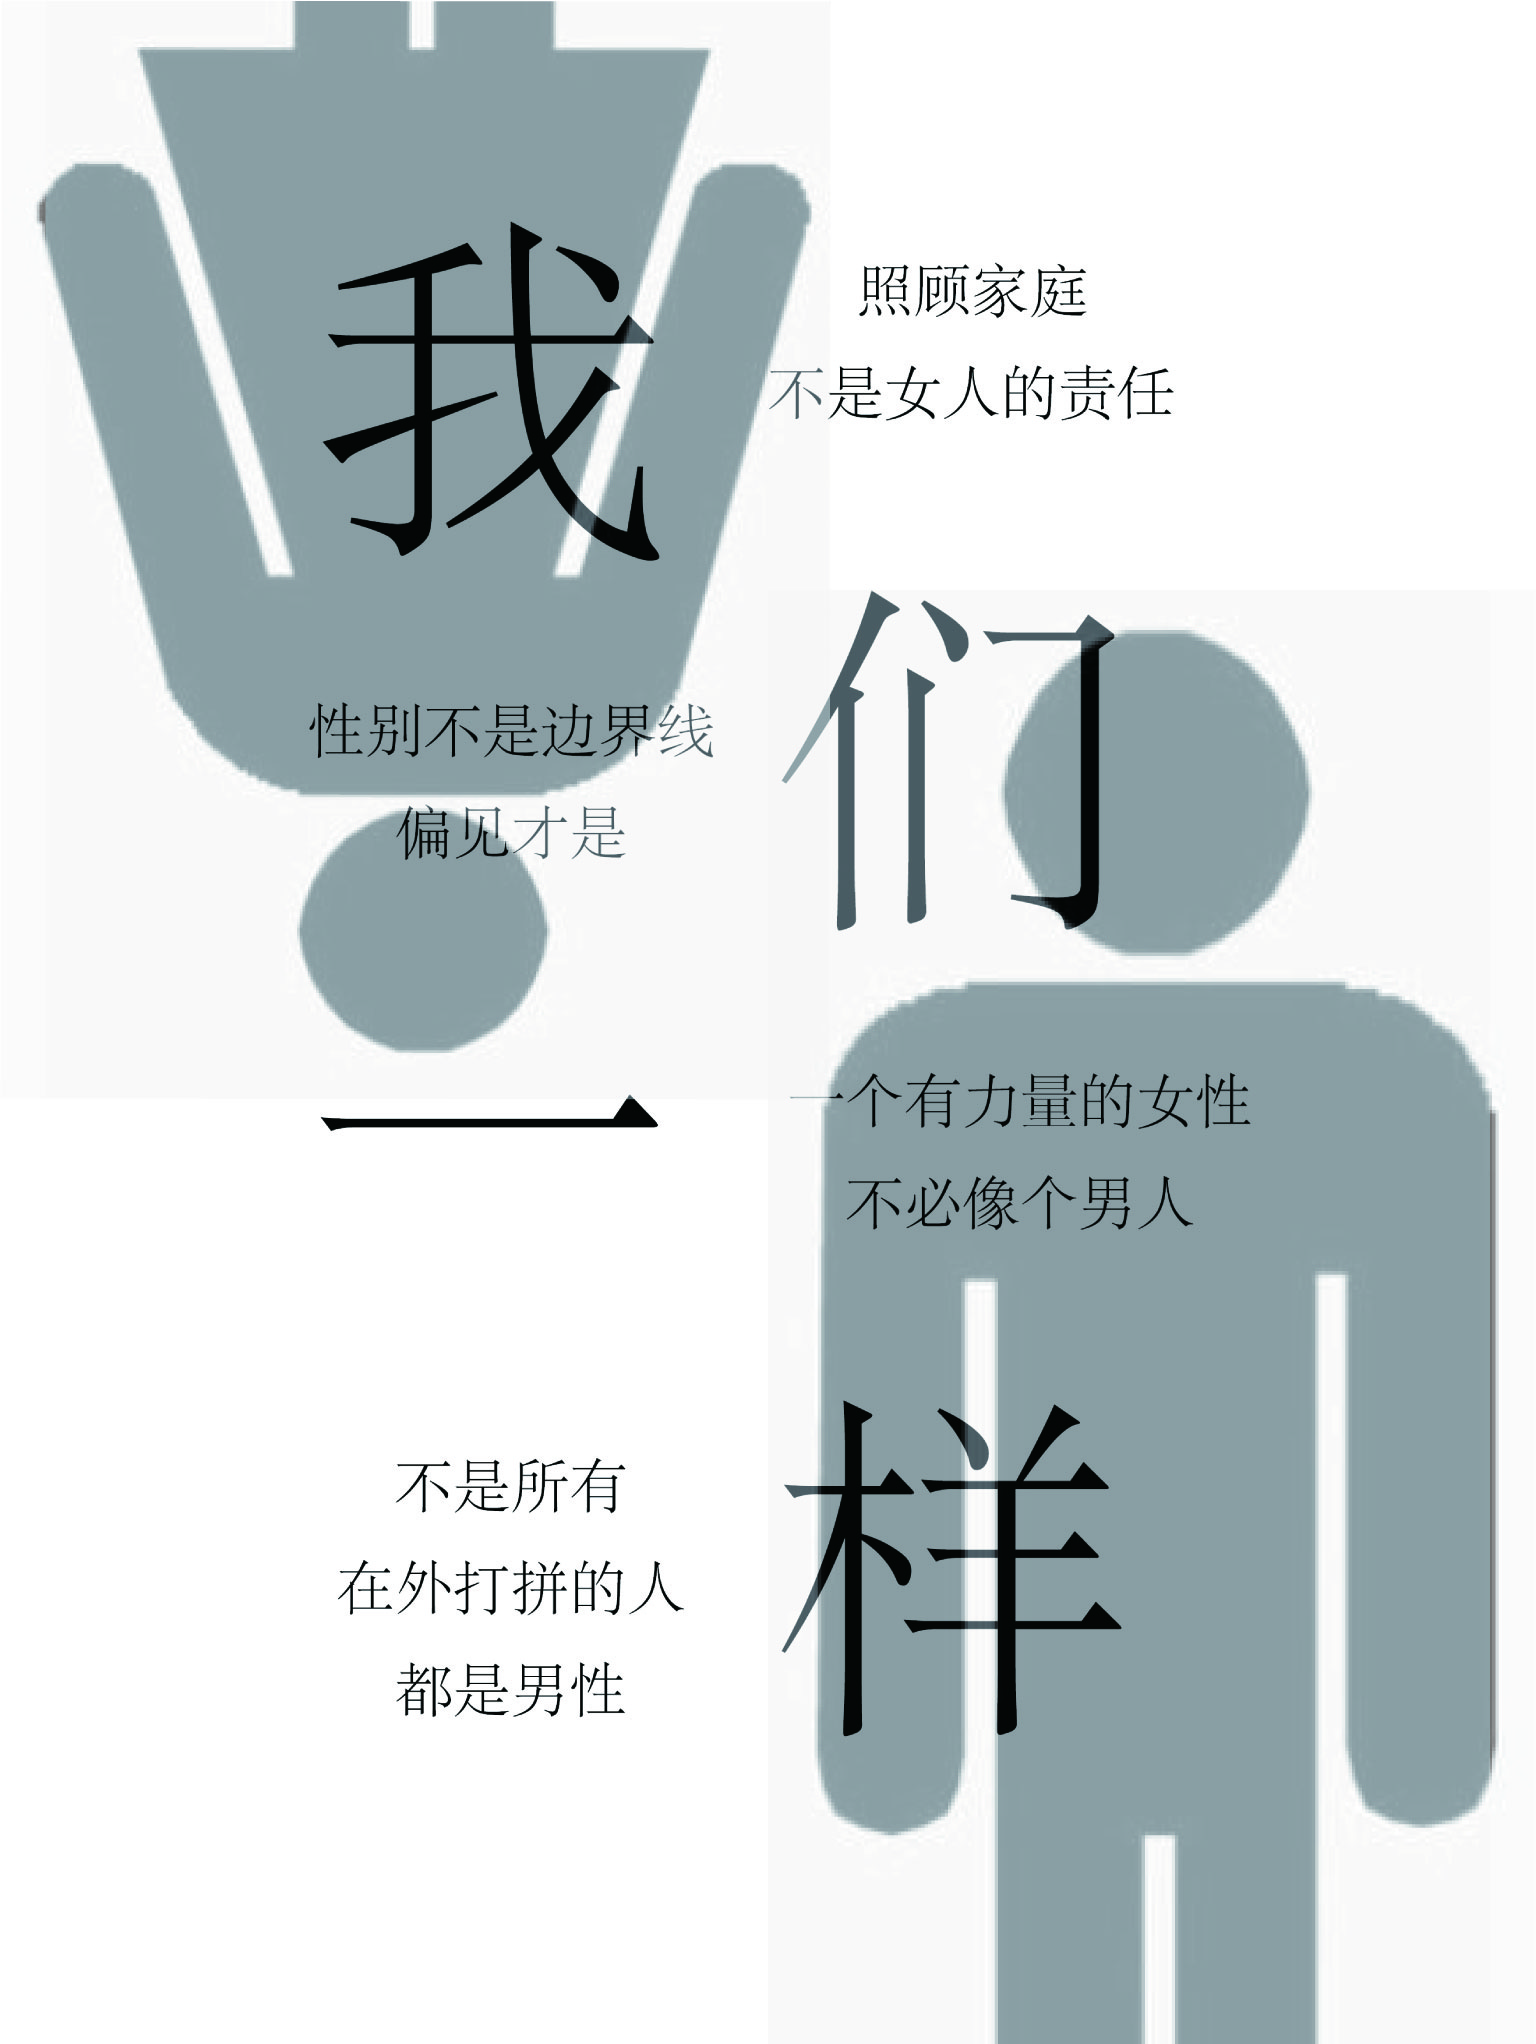 我
照顾家庭
不是女人的责任
们
性别不是边界线
偏见才是
一
一个有力量的女性
不必像个男人
样
不是所有
在外打拼的人
都是男性